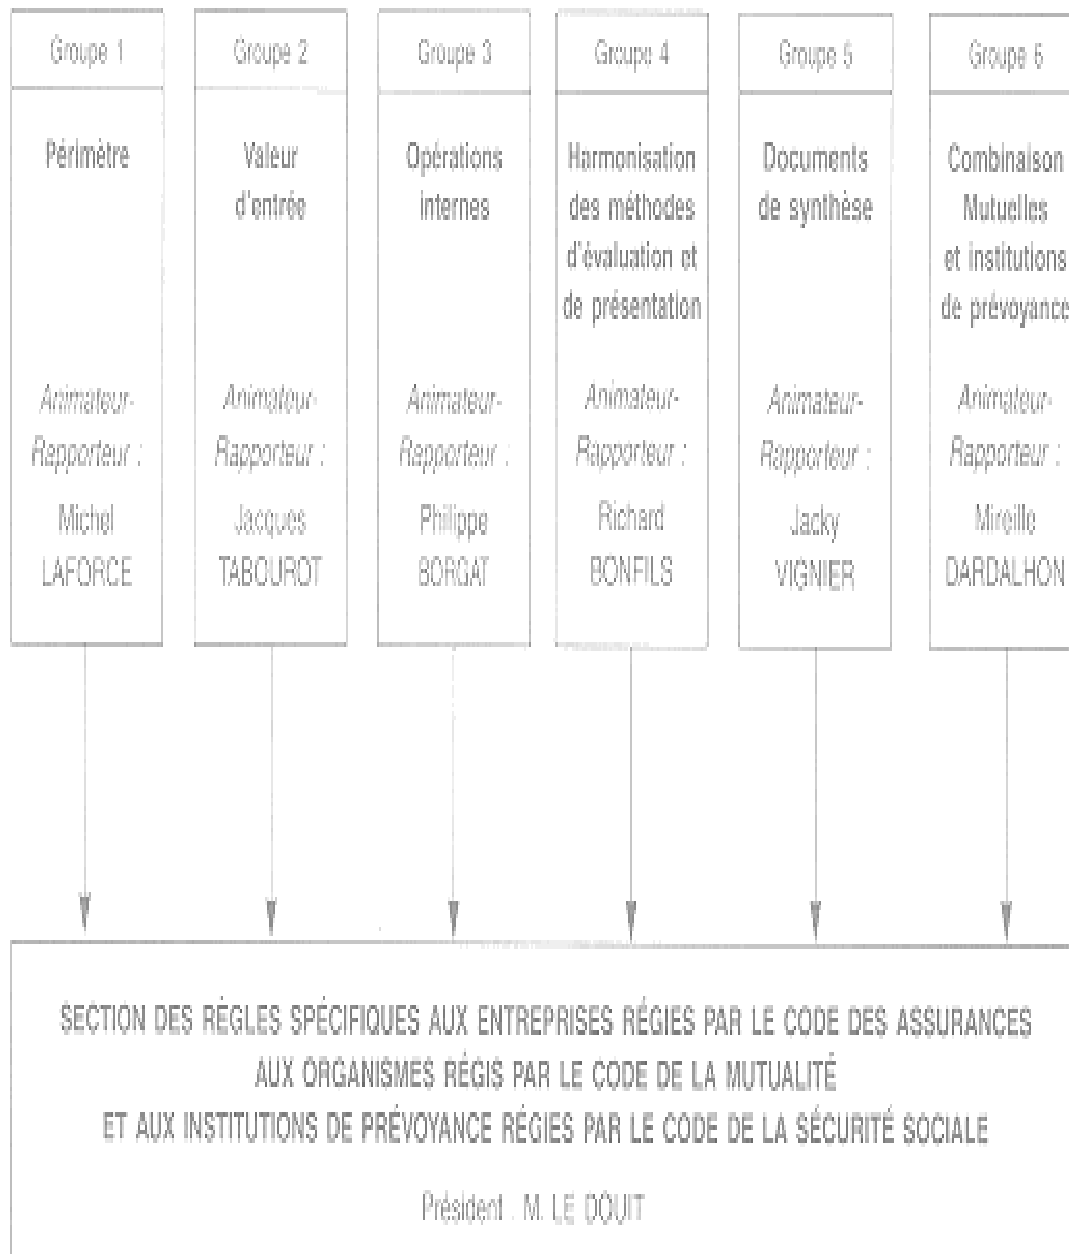 Groupe 1
Périmètre
Animateur-
Rapporteur :
Michel
LAFORCE
Groupe 2
Valeur
d'entrée
Animateur-
Rapporteur :
Jacques
TABOUROT
Groupe 3
Opérations
internes
Animateur-
Rapporteur :
Philippe
BORGAT
Groupe 4
Harmonisation
des méthodes
d'évaluation et
de présentation
Animateur-
Rapporteur :
Richard
BONFILS
Groupe 5
Documents
de synthèse
Animateur-
Rapporteur :
Jacky
VIGNIER
Groupe 6
Combinaison
Mutuelles
et institutions
de prévoyance
Animateur-
Rapporteur :
Mireille
DARDALHON
SECTION DES RÈGLES SPÉCIFIQUES AUX ENTREPRISES RÉGIES PAR LE CODE DES ASSURANCES
AUX ORGANISMES RÉGIS PAR LE CODE DE LA MUTUALITÉ
ET AUX INSTITUTIONS DE PRÉVOYANCE RÉGIES PAR LE CODE DE LA SÉCURITÉ SOCIALE
Président : M. LE DOUIT